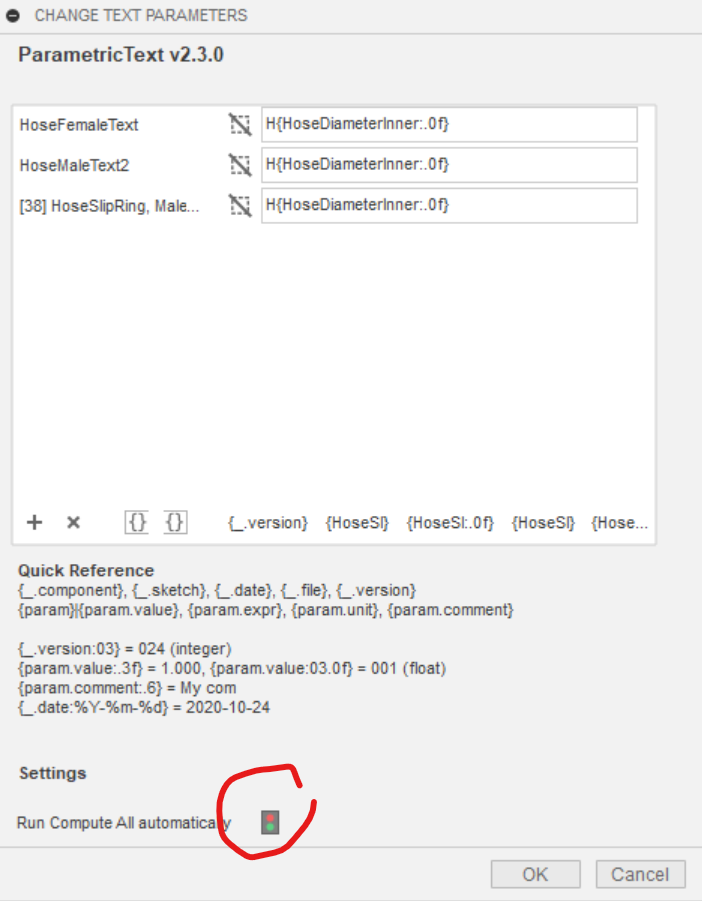 CHANGE TEXT PARAMETERS
ParametricText v2.3.0
HoseFemaleText H{HoseDiameterInner:.0f}
HoseMaleText2 H{HoseDiameterInner:.0f}
[38] HoseSlipRing, Male... H{HoseDiameterInner:.0f}
{} {} {_.version} {HoseSl} {HoseSl:.0f} {HoseSl} {Hose...
Quick Reference
{_.component}, {_.sketch}, {_.date}, {_.file}, {_.version}
{param}|{param.value}, {param.expr}, {param.unit}, {param.comment}
{_.version:03} = 024 (integer)
{param.value:.3f} = 1.000, {param.value:03.0f} = 001 (float)
{param.comment:.6} = My com
{_.date:%Y-%m-%d} = 2020-10-24
Settings
Run Compute All automatically
OK Cancel